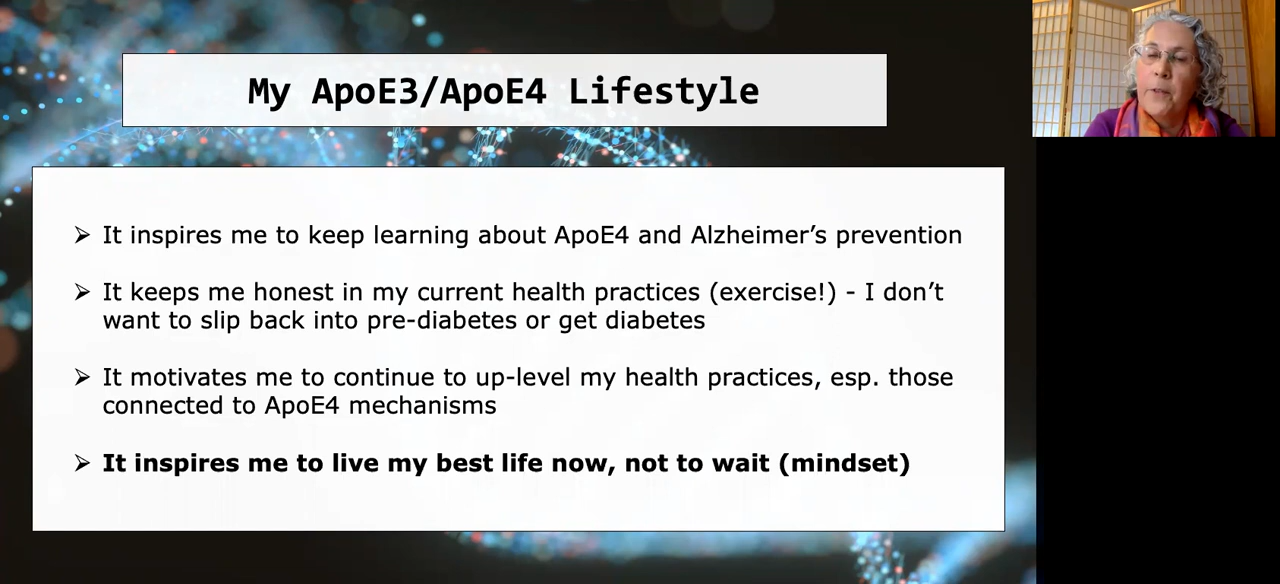 My ApoE3/ApoE4 Lifestyle
➢ It inspires me to keep learning about ApoE4 and Alzheimer’s prevention
➢ It keeps me honest in my current health practices (exercise!) - I don’t
want to slip back into pre-diabetes or get diabetes
➢ It motivates me to continue to up-level my health practices, esp. those
connected to ApoE4 mechanisms
➢ It inspires me to live my best life now, not to wait (mindset)